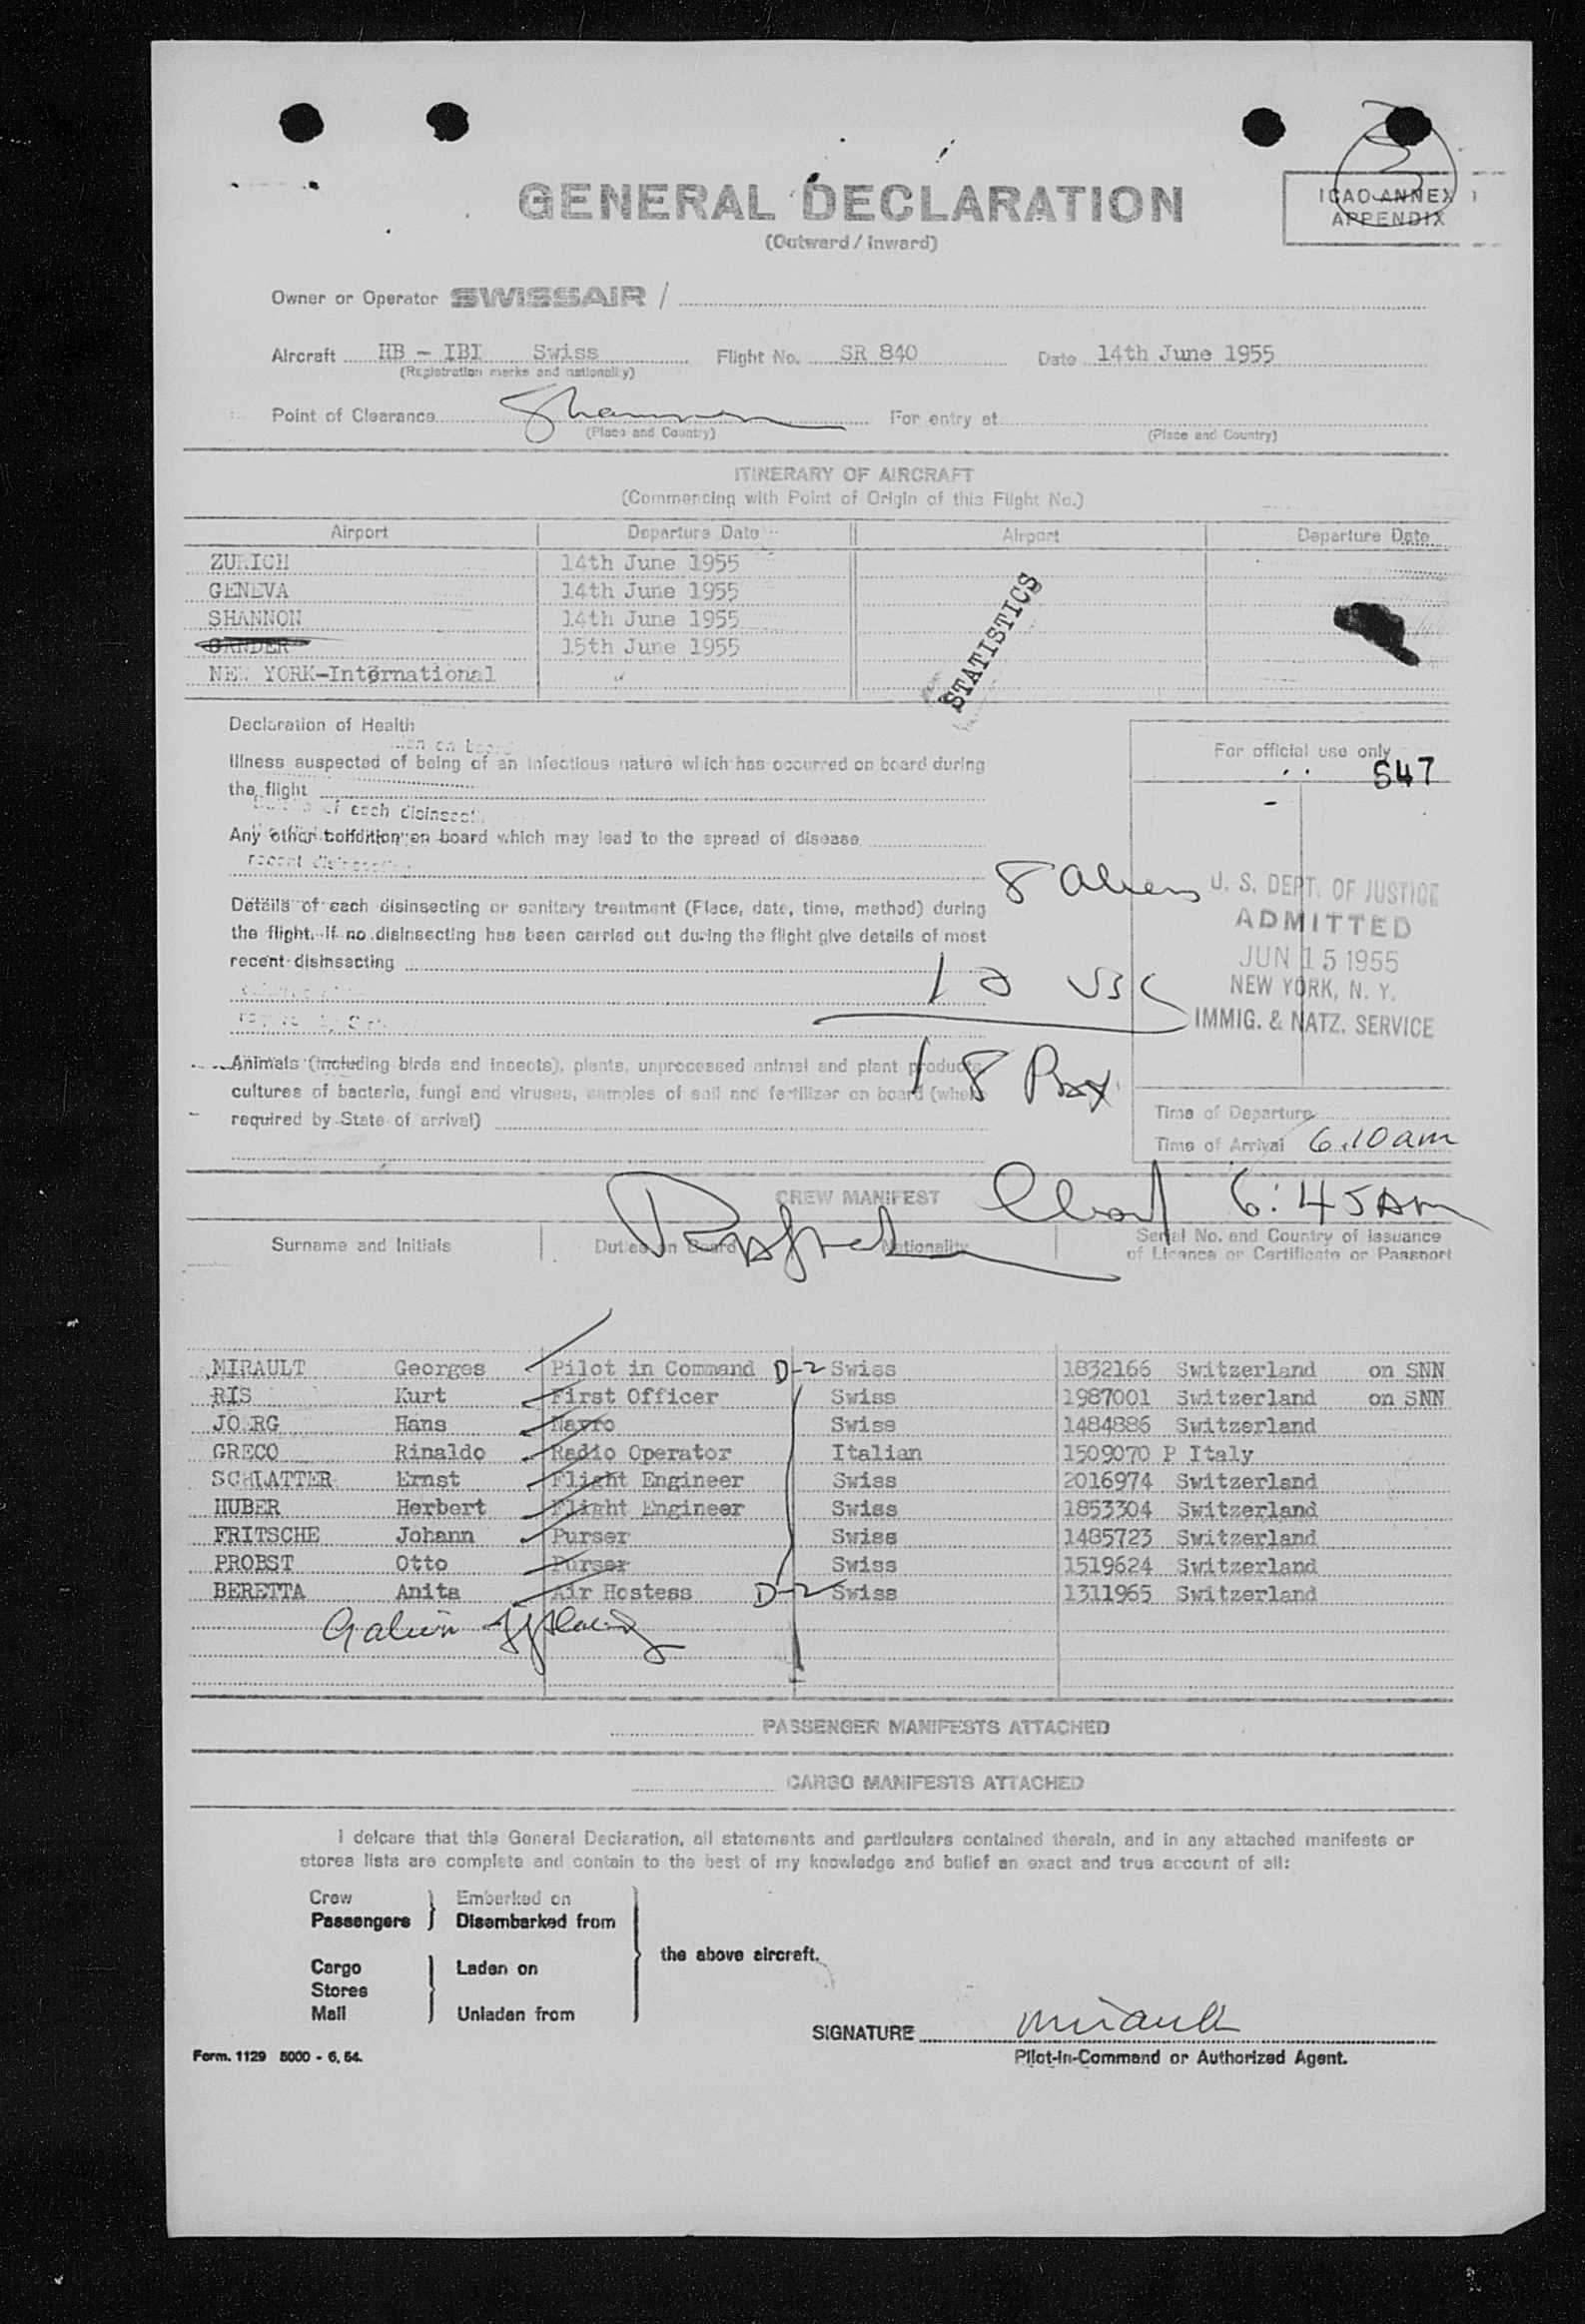 GENERAL DECLARATION
(Outward / Inward)
ICAO ANNEX
APPENDIX
Owner or Operator SWISSAIR /
Aircraft HB - IBI Swiss Flight No. SR 840 Date 14th June 1955
(Registration marks and nationality)
Point of Clearance Shannon For entry at
(Place and Country) (Place and Country)
ITINERARY OF AIRCRAFT
(Commencing with Point of Origin of this Flight No.)
Airport Departure Date Airport Departure Date
ZURICH 14th June 1955
GENEVA 14th June 1955
SHANNON 14th June 1955
GANDER 15th June 1955
NEW YORK-International
STATISTICS
Declaration of Health
Illness suspected of being of an infectious nature which has occurred on board during
the flight
Any other condition on board which may lead to the spread of disease
Details of each disinsecting or sanitary treatment (Place, date, time, method) during
the flight. If no disinsecting has been carried out during the flight give details of most
recent disinsecting
Animals (including birds and insects), plants, unprocessed animal and plant products,
cultures of bacteria, fungi and viruses, samples of soil and fertilizer on board (where
required by State of arrival)
For official use only
547
8 Aliens
10 USC
18 Pax
U. S. DEPT. OF JUSTICE
ADMITTED
JUN 15 1955
NEW YORK, N. Y.
IMMIG. & NATZ. SERVICE
Time of Departure
Time of Arrival 6.10 am
6:45 AM
CREW MANIFEST
Surname and Initials Duties on Board Nationality Serial No. and Country of Issuance
of Licence or Certificate or Passport
MIRAULT Georges Pilot in Command D-2 Swiss 1832166 Switzerland on SNN
RIS Kurt First Officer Swiss 1987001 Switzerland on SNN
JOERG Hans Navro Swiss 1484886 Switzerland
GRECO Rinaldo Radio Operator Italian 1509070 P Italy
SCHLATTER Ernst Flight Engineer Swiss 2016974 Switzerland
HUBER Herbert Flight Engineer Swiss 1853304 Switzerland
FRITSCHE Johann Purser Swiss 1485723 Switzerland
PROBST Otto Purser Swiss 1519624 Switzerland
BERETTA Anita Air Hostess D-2 Swiss 1311965 Switzerland
PASSENGER MANIFESTS ATTACHED
CARGO MANIFESTS ATTACHED
I delcare that this General Declaration, all statements and particulars contained therein, and in any attached manifests or
stores lists are complete and contain to the best of my knowledge and belief an exact and true account of all:
Crew Embarked on
Passengers Disembarked from
the above aircraft.
Cargo Laden on
Stores
Mail Unladen from
SIGNATURE Mirault
Form. 1129 5000 - 6, 54. Pilot-in-Command or Authorized Agent.